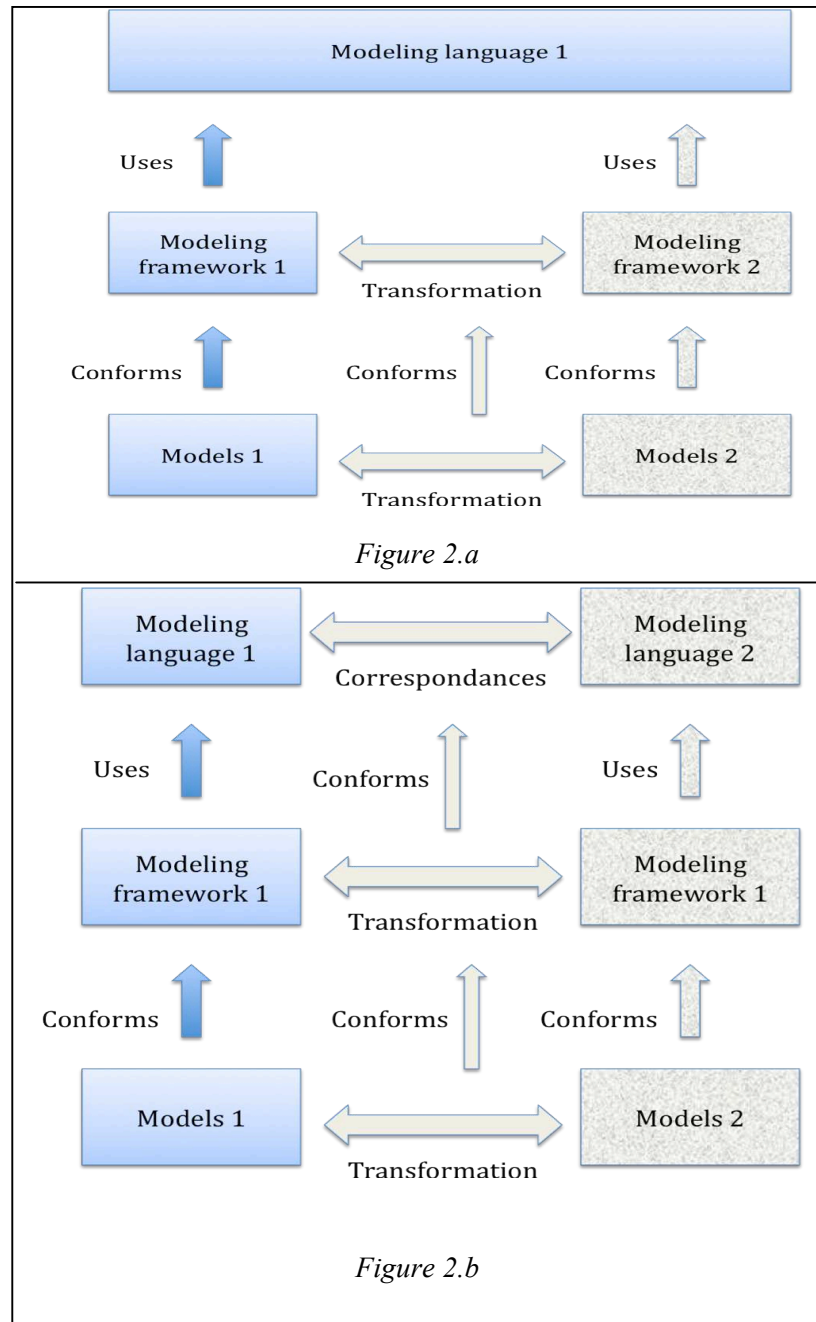 Modeling language 1
Uses
Uses
Modeling
framework 1
Modeling
framework 2
Transformation
Conforms
Conforms
Conforms
Models 1
Models 2
Transformation
Figure 2.a
Modeling
language 1
Modeling
language 2
Correspondances
Uses
Conforms
Uses
Modeling
framework 1
Modeling
framework 1
Transformation
Conforms
Conforms
Conforms
Models 1
Models 2
Transformation
Figure 2.b